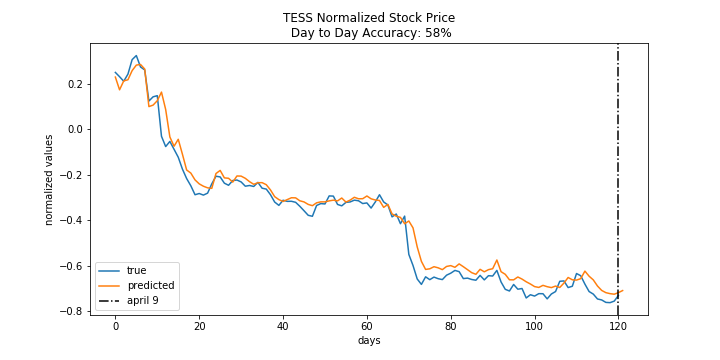 TESS Normalized Stock Price
Day to Day Accuracy: 58%
normalized values
0.2
0.0
−0.2
−0.4
−0.6
−0.8
true
predicted
april 9
0
20
40
60
80
100
120
days